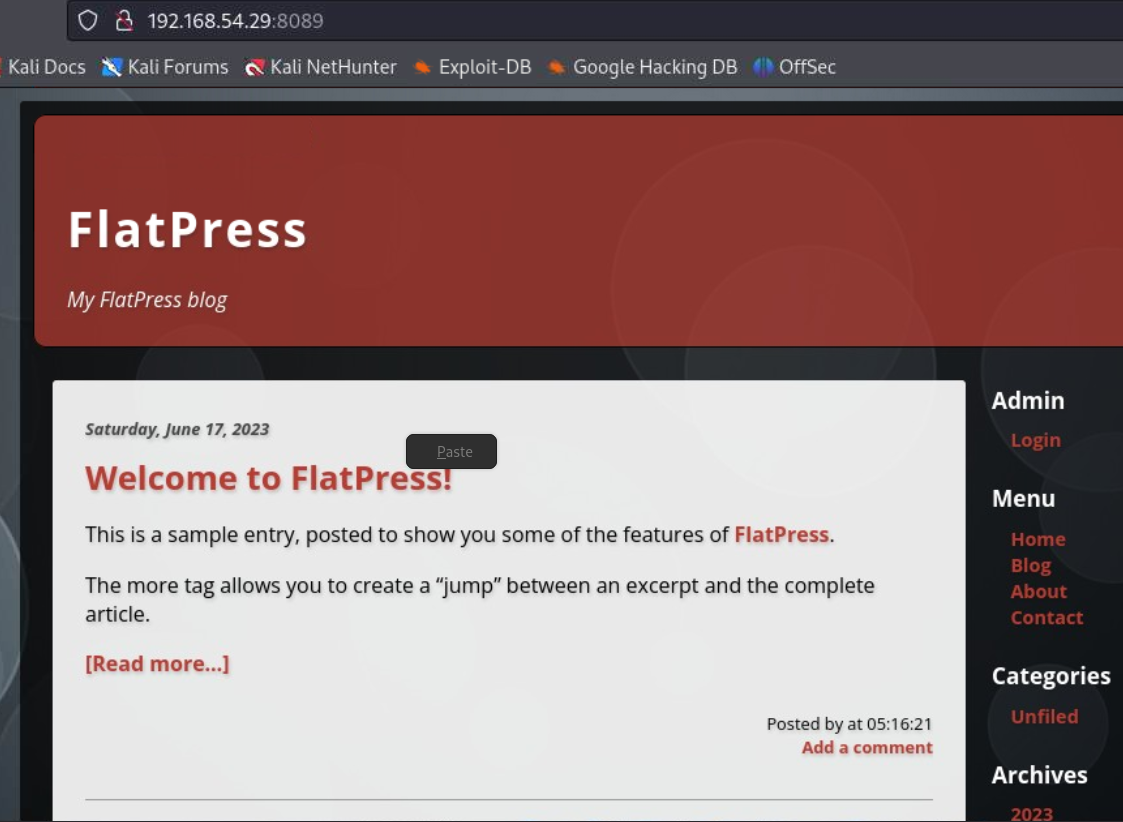 192.168.54.29:8089
Kali Docs Kali Forums Kali NetHunter Exploit-DB Google Hacking DB OffSec
FlatPress
My FlatPress blog
Saturday, June 17, 2023
Paste
Welcome to FlatPress!
This is a sample entry, posted to show you some of the features of FlatPress.
The more tag allows you to create a “jump” between an excerpt and the complete
article.
[Read more...]
Posted by at 05:16:21
Add a comment
Admin
Login
Menu
Home
Blog
About
Contact
Categories
Unfiled
Archives
2023